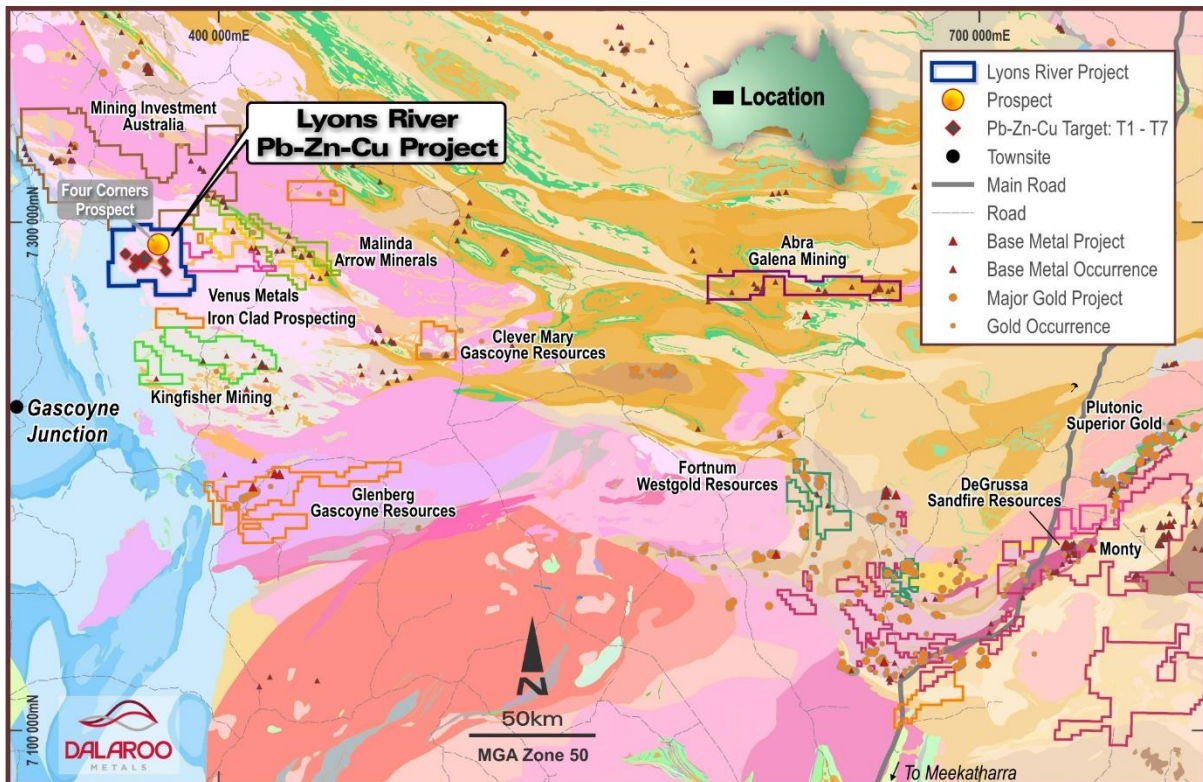 400 000mE
700 000mE
Mining Investment
Australia
Lyons River
Pb-Zn-Cu Project
Location
Lyons River Project
Prospect
Pb-Zn-Cu Target: T1 - T7
Townsite
Main Road
Road
Base Metal Project
Base Metal Occurrence
Major Gold Project
Gold Occurrence
Four Corners
Prospect
7 300 000mN
Malinda
Arrow Minerals
Abra
Galena Mining
Venus Metals
Iron Clad Prospecting
Clever Mary
Gascoyne Resources
Kingfisher Mining
Gascoyne
Junction
Plutonic
Superior Gold
Glenberg
Gascoyne Resources
Fortnum
Westgold Resources
DeGrussa
Sandfire Resources
Monty
N
50km
MGA Zone 50
7 100 000mN
DALAROO
METALS
To Meekatharra